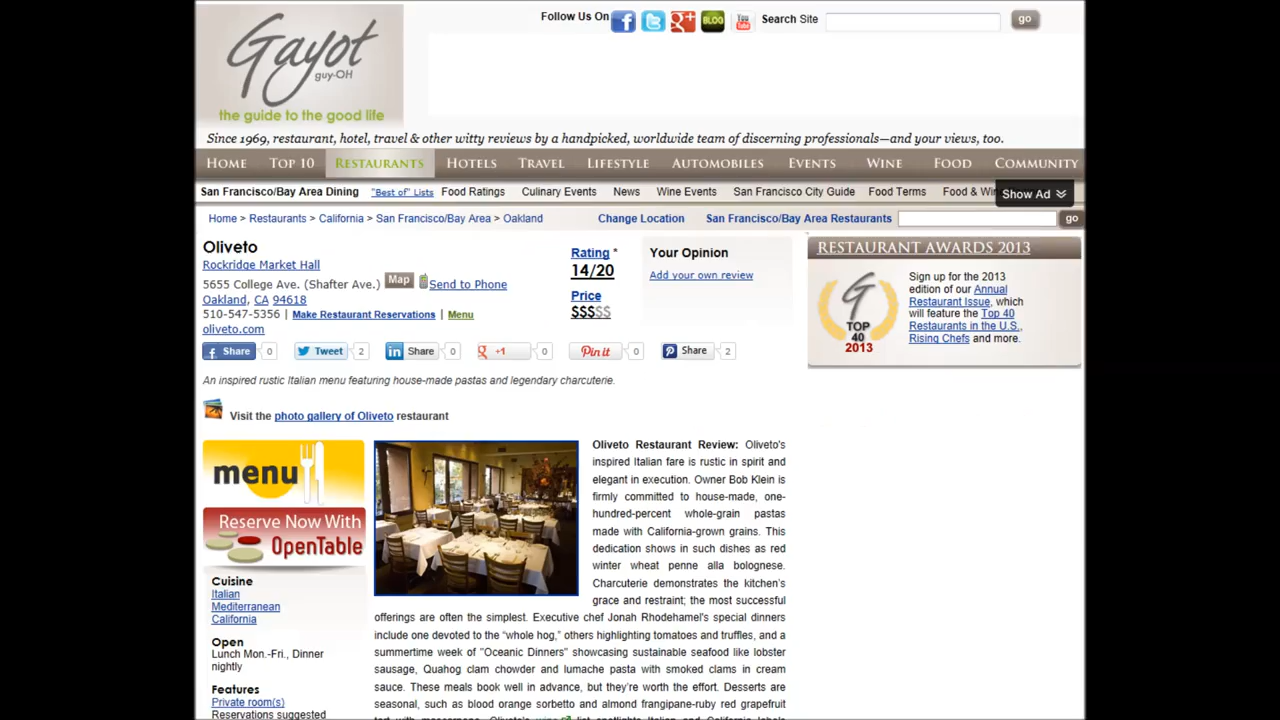 Gayot
guy-OH
the guide to the good life
Follow Us On
BLOG
You Tube
Search Site
go
Since 1969, restaurant, hotel, travel & other witty reviews by a handpicked, worldwide team of discerning professionals—and your views, too.
HOME TOP 10 RESTAURANTS HOTELS TRAVEL LIFESTYLE AUTOMOBILES EVENTS WINE FOOD COMMUNITY
San Francisco/Bay Area Dining "Best of" Lists Food Ratings Culinary Events News Wine Events San Francisco City Guide Food Terms Food &
Show Ad
Home > Restaurants > California > San Francisco/Bay Area > Oakland Change Location San Francisco/Bay Area Restaurants go
Oliveto
Rockridge Market Hall
5655 College Ave. (Shafter Ave.) Map Send to Phone
Oakland, CA 94618
510-547-5356 | Make Restaurant Reservations | Menu
oliveto.com
Rating *
14/20
Price
$$$$$
Your Opinion
Add your own review
RESTAURANT AWARDS 2013
G
TOP
40
2013
Sign up for the 2013
edition of our Annual
Restaurant Issue, which
will feature the Top 40
Restaurants in the U.S.,
Rising Chefs and more.
Share 0 Tweet 2 in Share 0 +1 0 Pin it 0 Share 2
An inspired rustic Italian menu featuring house-made pastas and legendary charcuterie.
Visit the photo gallery of Oliveto restaurant
menu
Reserve Now With
OpenTable
Cuisine
Italian
Mediterranean
California
Open
Lunch Mon.-Fri., Dinner
nightly
Features
Private room(s)
Reservations suggested
Oliveto Restaurant Review: Oliveto's
inspired Italian fare is rustic in spirit and
elegant in execution. Owner Bob Klein is
firmly committed to house-made, one-
hundred-percent whole-grain pastas
made with California-grown grains. This
dedication shows in such dishes as red
winter wheat penne alla bolognese.
Charcuterie demonstrates the kitchen's
grace and restraint; the most successful
offerings are often the simplest. Executive chef Jonah Rhodehamel's special dinners
include one devoted to the "whole hog," others highlighting tomatoes and truffles, and a
summertime week of "Oceanic Dinners" showcasing sustainable seafood like lobster
sausage, Quahog clam chowder and lumache pasta with smoked clams in cream
sauce. These meals book well in advance, but they're worth the effort. Desserts are
seasonal, such as blood orange sorbetto and almond frangipane-ruby red grapefruit
tart with mascarpone. Oliveto's wine list spotlights Italian and California labels